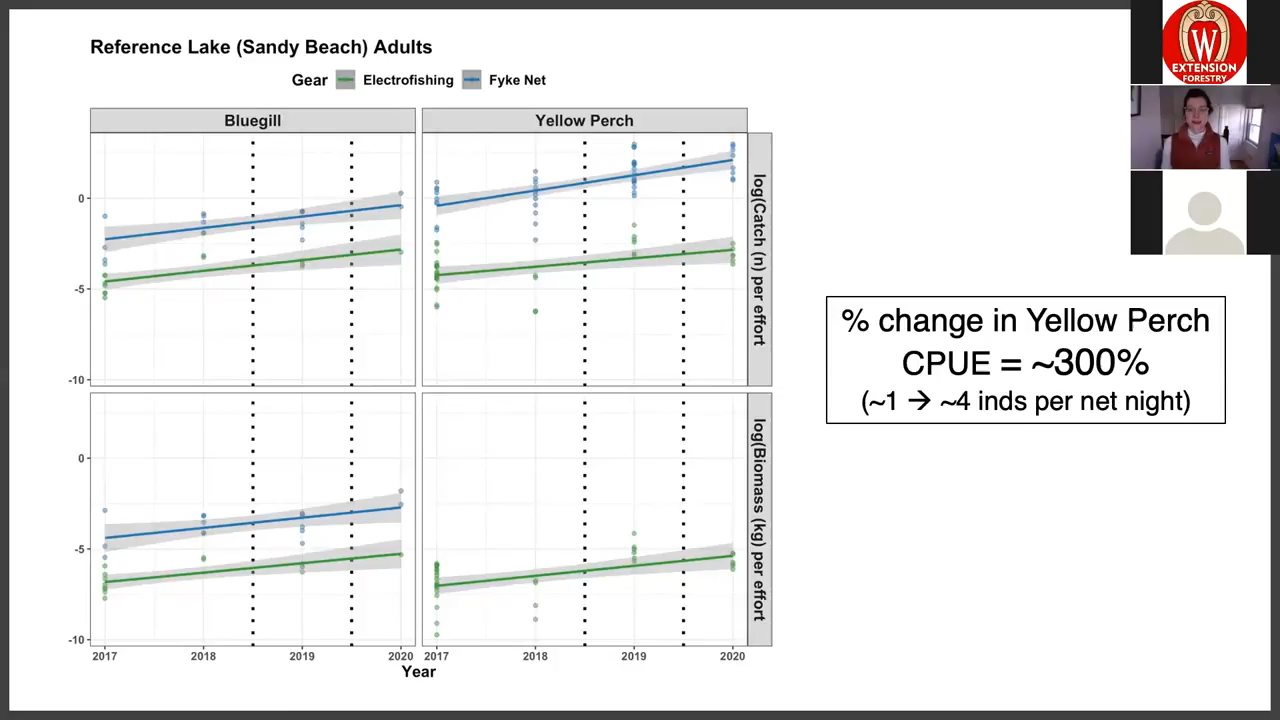 Reference Lake (Sandy Beach) Adults
Gear Electrofishing Fyke Net
Bluegill Yellow Perch
0
-5
-10
log(Catch (n) per effort
0
-5
-10
log(Biomass (kg) per effort
2017 2018 2019 2020 2017 2018 2019 2020
Year
% change in Yellow Perch
CPUE = ~300%
(~1 → ~4 inds per net night)
W
EXTENSION
FORESTRY